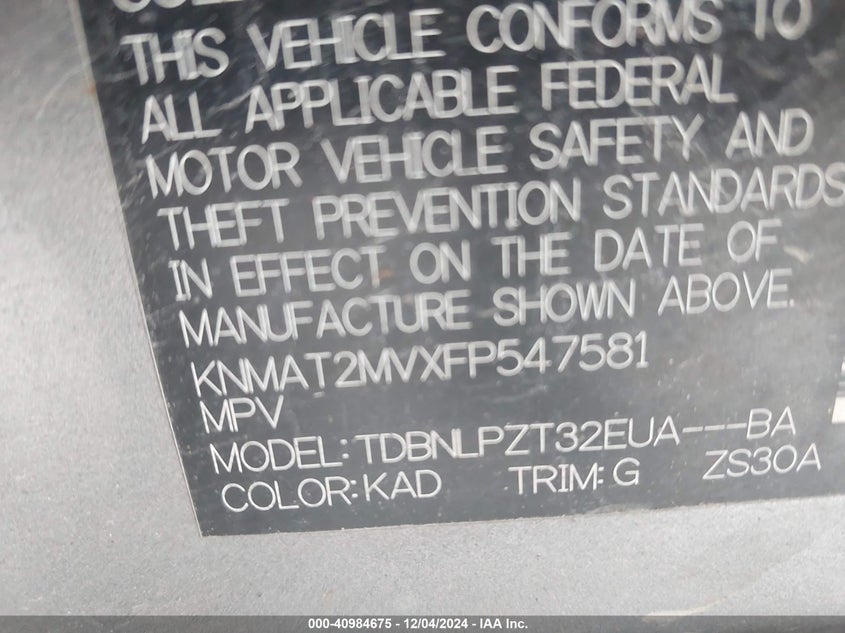 THIS VEHICLE CONFORMS TO
ALL APPLICABLE FEDERAL
MOTOR VEHICLE SAFETY AND
THEFT PREVENTION STANDARDS
IN EFFECT ON THE DATE OF
MANUFACTURE SHOWN ABOVE.
KNMAT2MVXFP547581
MPV
MODEL: TDBNLPZT32EUA---BA
COLOR: KAD TRIM: G ZS30A
000-40984675 - 12/04/2024 - IAA Inc.